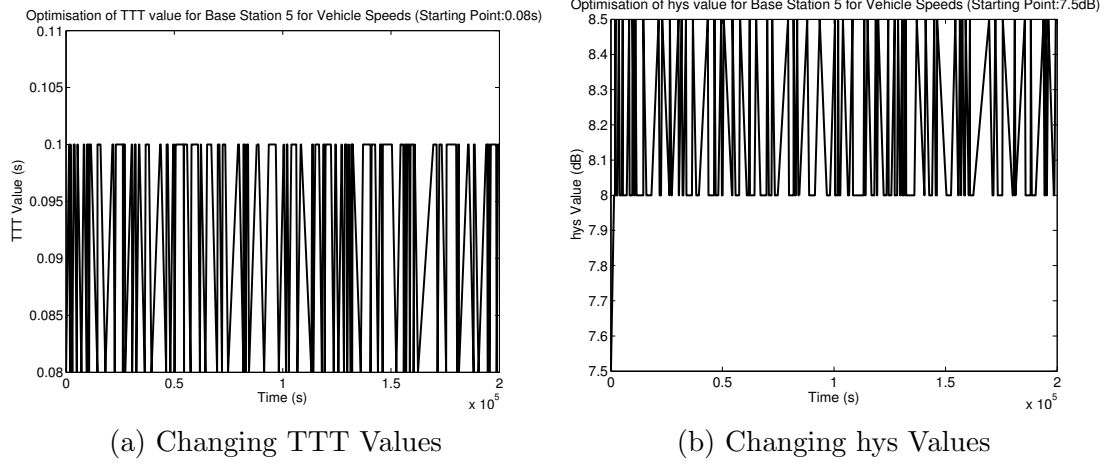 Optimisation of TTT value for Base Station 5 for Vehicle Speeds (Starting Point:0.08s)
0.11
0.105
0.1
0.095
0.09
0.085
0.08
TTT Value (s)
0 0.5 1 1.5 2
x 10^5
Time (s)
(a) Changing TTT Values
Optimisation of hys value for Base Station 5 for Vehicle Speeds (Starting Point:7.5dB)
8.5
8.4
8.3
8.2
8.1
8
7.9
7.8
7.7
7.6
7.5
hys Value (dB)
0 0.5 1 1.5 2
x 10^5
Time (s)
(b) Changing hys Values